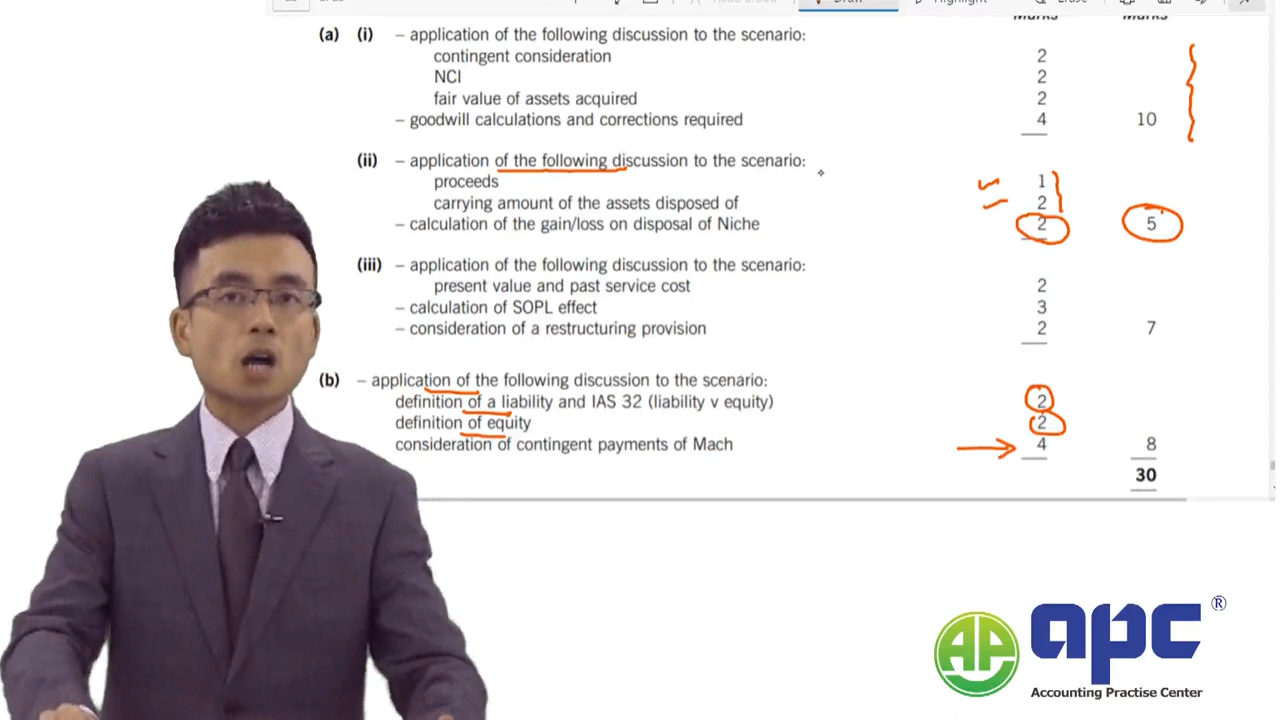 Read aloud
Draw
Highlight
Erase
Marks Marks
(a) (i) – application of the following discussion to the scenario:
contingent consideration 2
NCI 2
fair value of assets acquired 2
– goodwill calculations and corrections required 4 10
(ii) – application of the following discussion to the scenario:
proceeds 1
carrying amount of the assets disposed of 2
– calculation of the gain/loss on disposal of Niche 2 5
(iii) – application of the following discussion to the scenario:
present value and past service cost 2
– calculation of SOPL effect 3
– consideration of a restructuring provision 2 7
(b) – application of the following discussion to the scenario:
definition of a liability and IAS 32 (liability v equity) 2
definition of equity 2
consideration of contingent payments of Mach 4 8
30
AP
apc ®
Accounting Practise Center